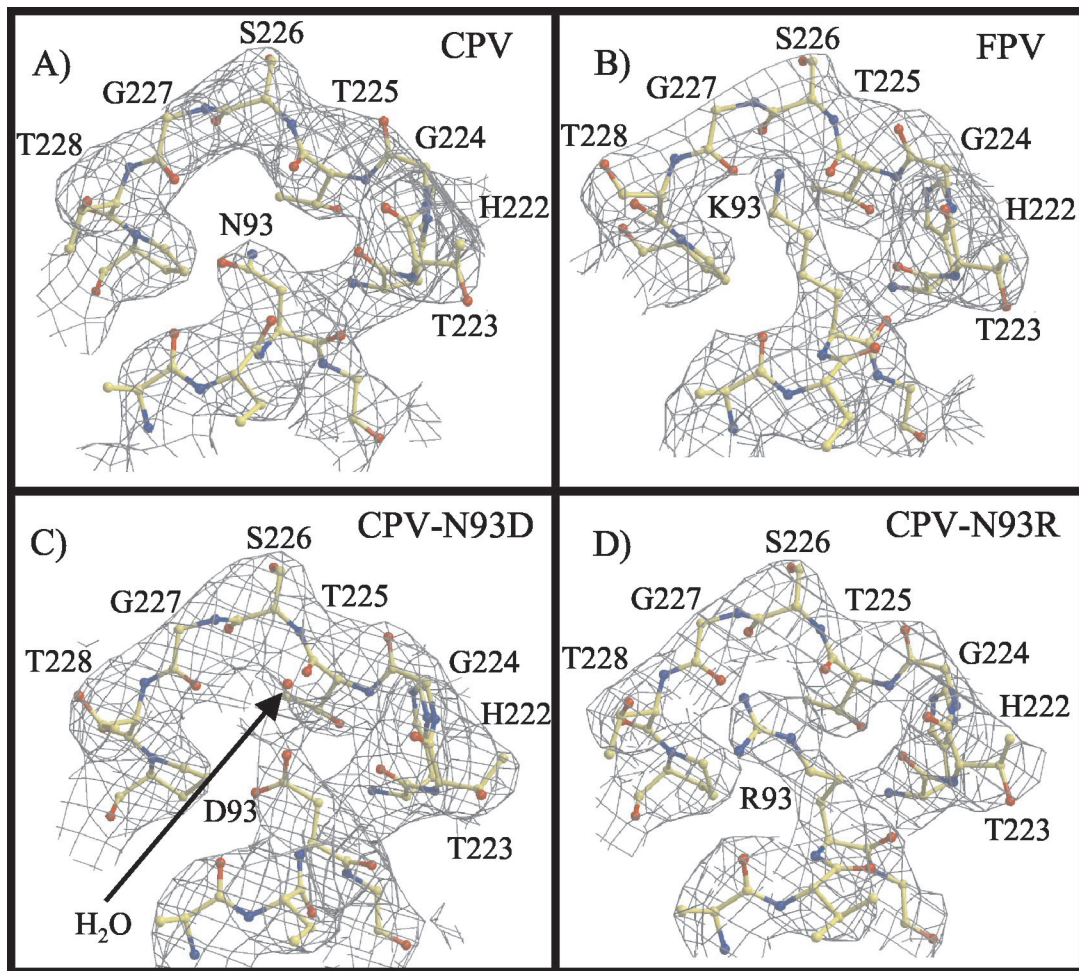 A)
CPV
S226
G227
T225
T228
G224
H222
N93
T223
B)
FPV
S226
G227
T225
T228
G224
K93
H222
T223
C)
CPV-N93D
S226
G227
T225
T228
G224
H222
D93
T223
H₂O
D)
CPV-N93R
S226
G227
T225
T228
G224
H222
R93
T223